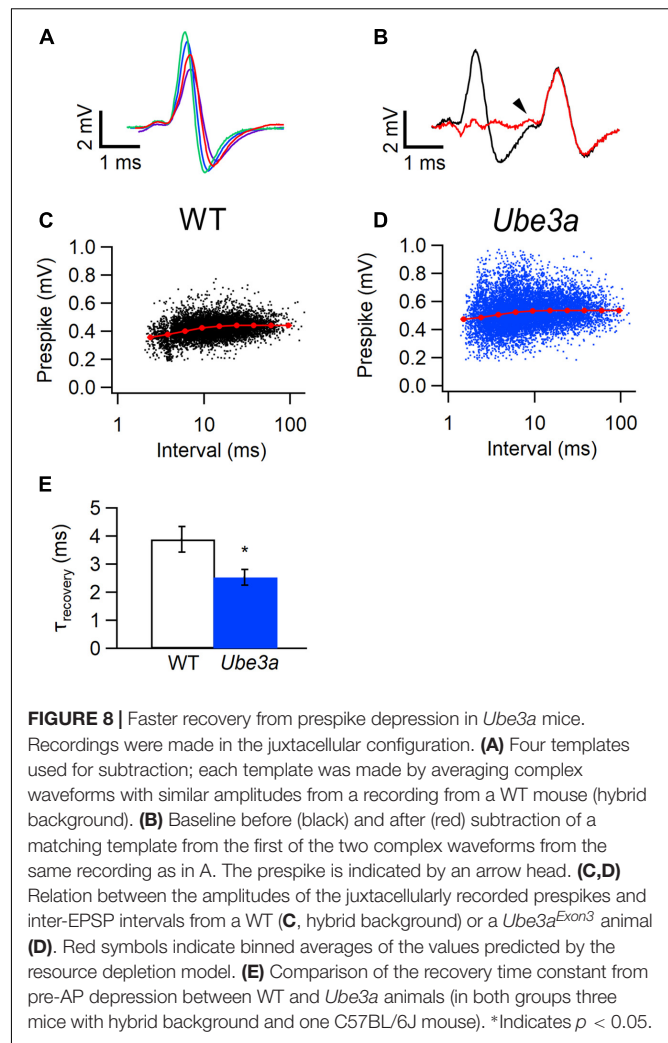 A
B
2 mV
1 ms
2 mV
1 ms
C
WT
D
Ube3a
Prespike (mV)
1.0
0.8
0.6
0.4
0.2
0.0
1
10
100
Interval (ms)
Prespike (mV)
1.0
0.8
0.6
0.4
0.2
0.0
1
10
100
Interval (ms)
E
τrecovery (ms)
5
4
3
2
1
0
*
WT
Ube3a
FIGURE 8 | Faster recovery from prespike depression in Ube3a mice.
Recordings were made in the juxtacellular configuration. (A) Four templates
used for subtraction; each template was made by averaging complex
waveforms with similar amplitudes from a recording from a WT mouse (hybrid
background). (B) Baseline before (black) and after (red) subtraction of a
matching template from the first of the two complex waveforms from the
same recording as in A. The prespike is indicated by an arrow head. (C,D)
Relation between the amplitudes of the juxtacellularly recorded prespikes and
inter-EPSP intervals from a WT (C, hybrid background) or a Ube3aExon3 animal
(D). Red symbols indicate binned averages of the values predicted by the
resource depletion model. (E) Comparison of the recovery time constant from
pre-AP depression between WT and Ube3a animals (in both groups three
mice with hybrid background and one C57BL/6J mouse). *Indicates p < 0.05.